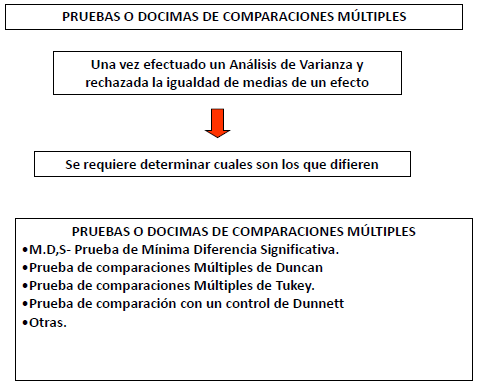 PRUEBAS O DOCIMAS DE COMPARACIONES MÚLTIPLES
Una vez efectuado un Análisis de Varianza y
rechazada la igualdad de medias de un efecto
Se requiere determinar cuales son los que difieren
PRUEBAS O DOCIMAS DE COMPARACIONES MÚLTIPLES
•M.D,S- Prueba de Mínima Diferencia Significativa.
•Prueba de comparaciones Múltiples de Duncan
•Prueba de comparaciones Múltiples de Tukey.
•Prueba de comparación con un control de Dunnett
•Otras.